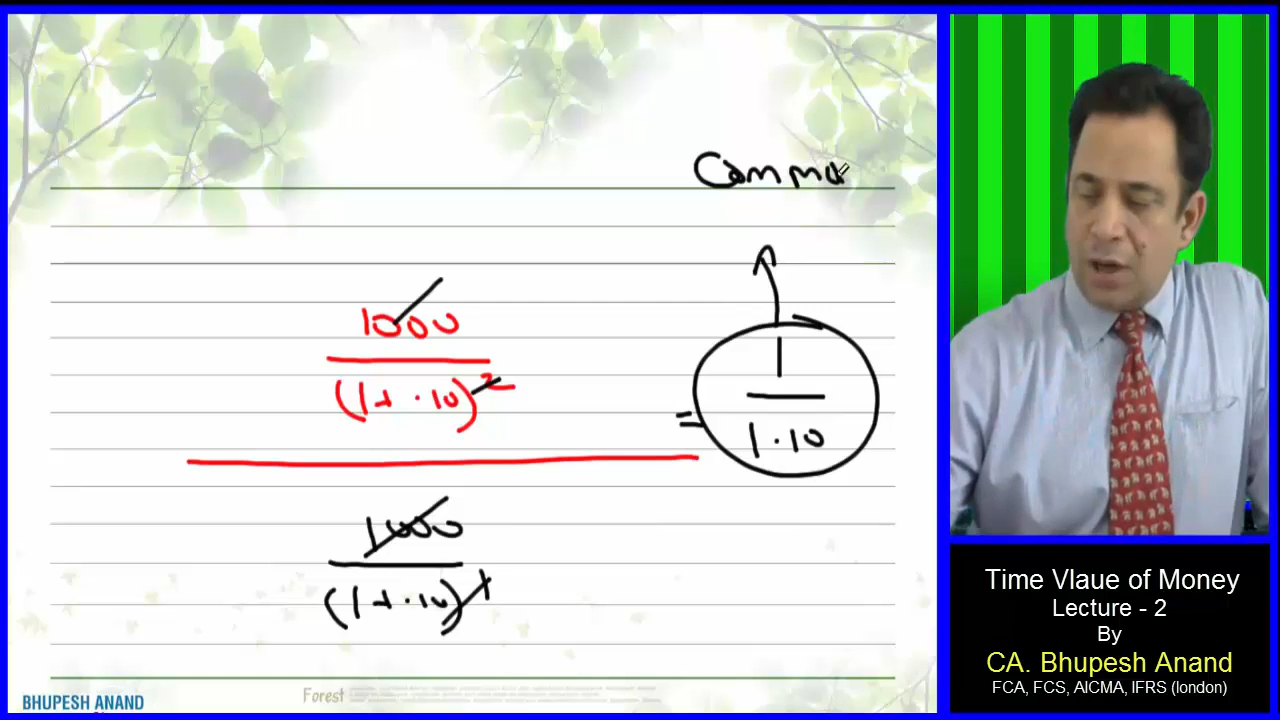 Comm
1000
(1+.10)²
=
1
1.10
1000
(1+.10)¹
BHUPESH ANAND
Forest
Time Vlaue of Money
Lecture - 2
By
CA. Bhupesh Anand
FCA, FCS, AICMA, IFRS (london)